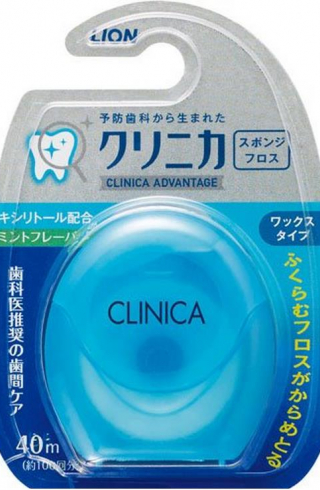 LION
予防歯科から生まれた
クリニカ
スポンジ
フロス
CLINICA ADVANTAGE
キシリトール配合
ミントフレーバー
ワックス
タイプ
歯科医推奨の歯間ケア
ふくらむフロスがからめとる
CLINICA
40m
(約100回分)